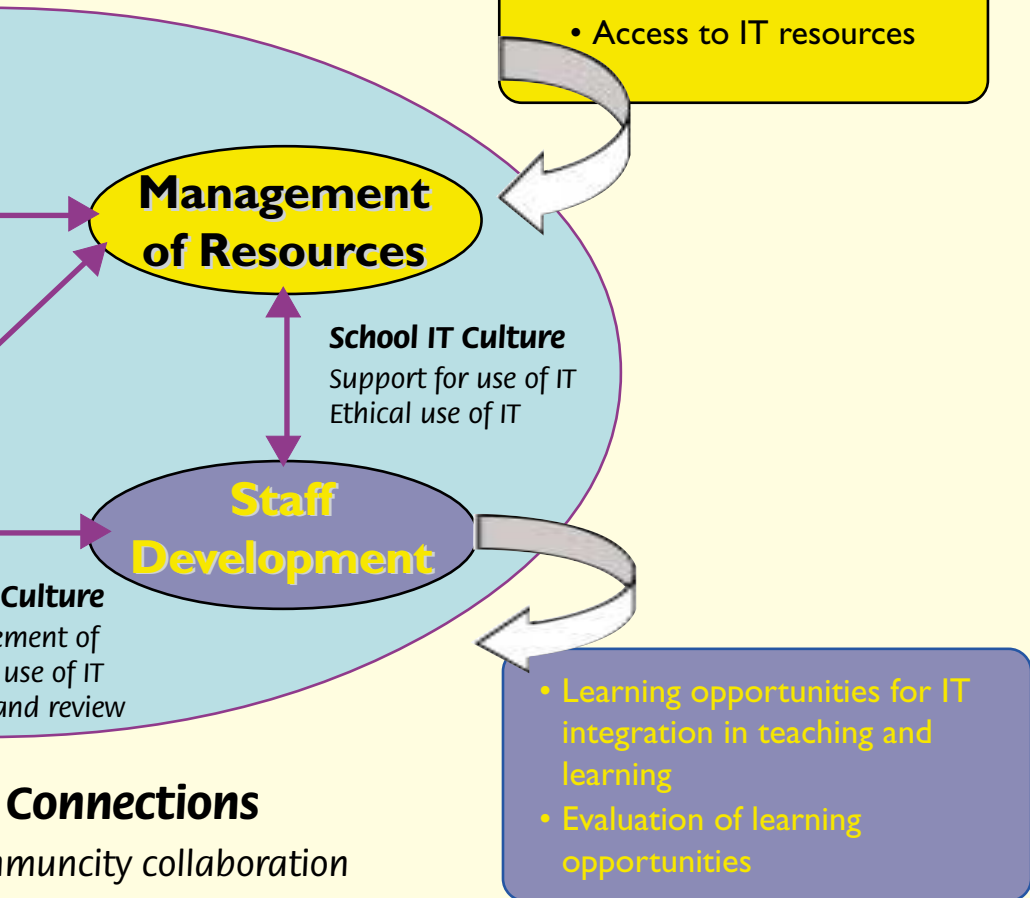 • Access to IT resources
Management
of Resources
School IT Culture
Support for use of IT
Ethical use of IT
Staff
Development
Culture
ement of
use of IT
and review
• Learning opportunities for IT
integration in teaching and
learning
• Evaluation of learning
opportunities
Connections
mmuncity collaboration